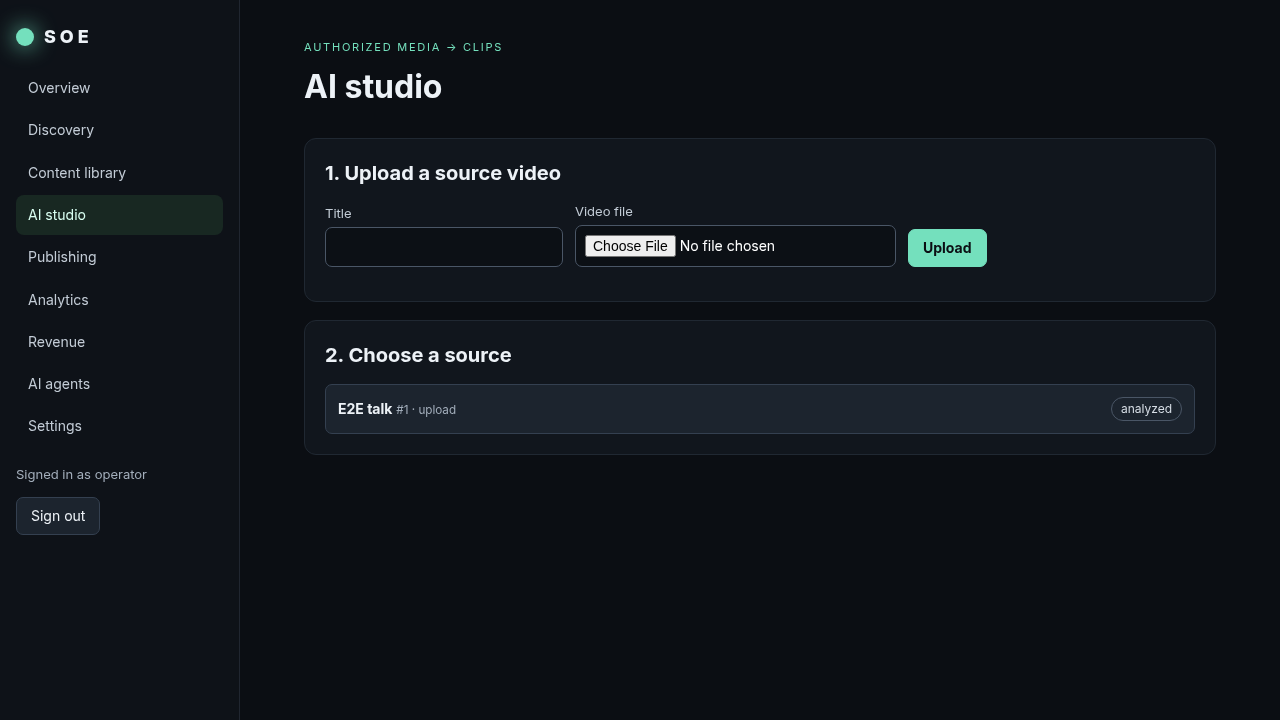 SOE
Overview
Discovery
Content library
AI studio
Publishing
Analytics
Revenue
AI agents
Settings
Signed in as operator
Sign out
AUTHORIZED MEDIA → CLIPS
AI studio
1. Upload a source video
Title
Video file
Choose File No file chosen
Upload
2. Choose a source
E2E talk #1 · upload
analyzed